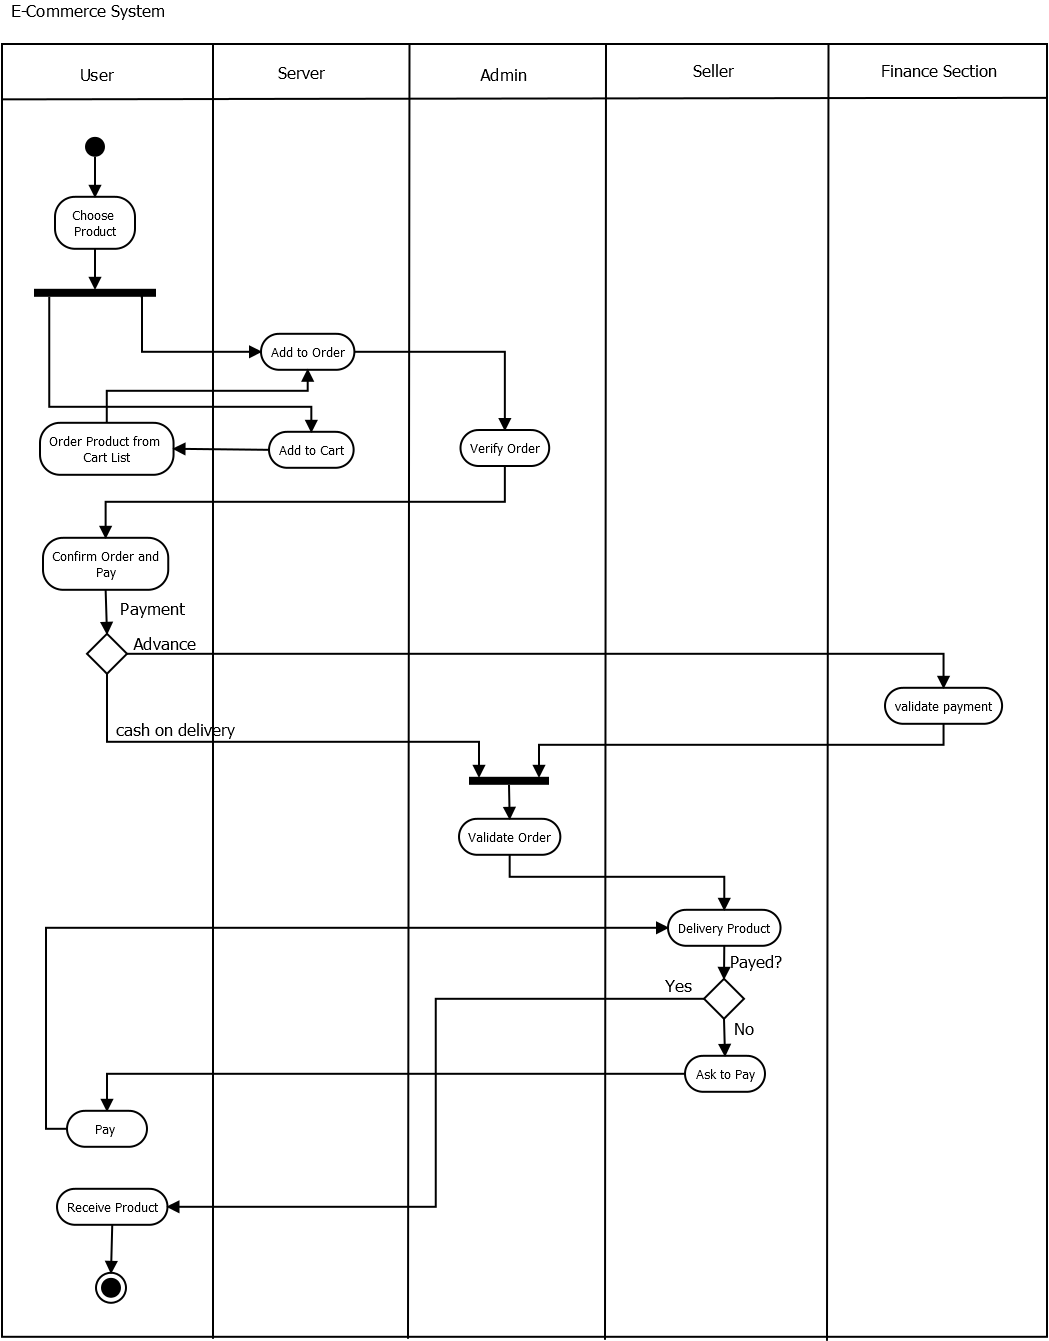 E-Commerce System
User
Server
Admin
Seller
Finance Section
Choose
Product
Add to Order
Order Product from
Cart List
Add to Cart
Verify Order
Confirm Order and
Pay
Payment
Advance
validate payment
cash on delivery
Validate Order
Delivery Product
Payed?
Yes
No
Ask to Pay
Pay
Receive Product